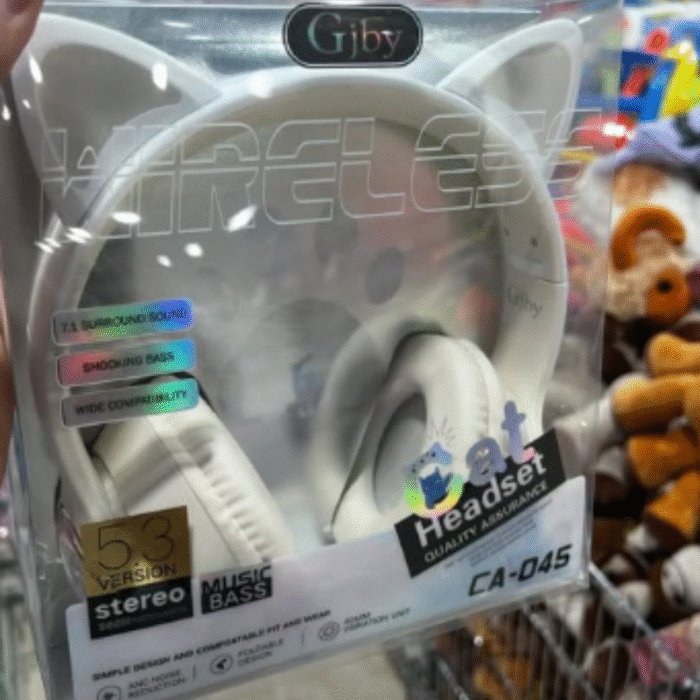 Gjby
WIRELESS
Gjby
7.1 SURROUND SOUND
SHOCKING BASS
WIDE COMPATIBILITY
Cat
Headset
QUALITY ASSURANCE
5.3
VERSION
stereo
MUSIC
BASS
CA-045
SIMPLE DESIGN AND COMFORTABLE FIT AND WEAR
ANC NOISE
REDUCTION
FOLDABLE
DESIGN
40MM
VIBRATION UNIT